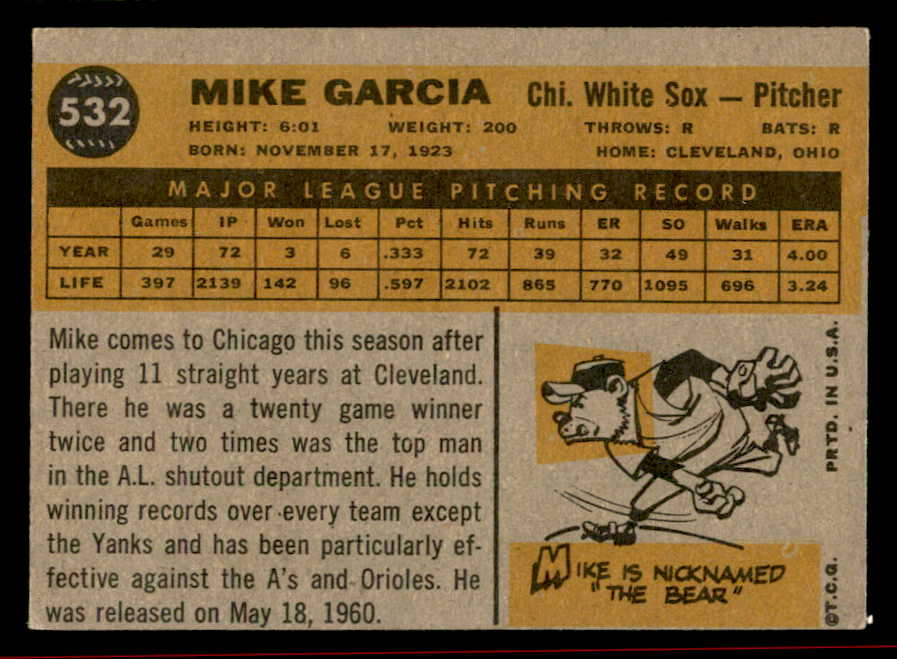 532
MIKE GARCIA Chi. White Sox — Pitcher
HEIGHT: 6:01 WEIGHT: 200 THROWS: R BATS: R
BORN: NOVEMBER 17, 1923 HOME: CLEVELAND, OHIO
MAJOR LEAGUE PITCHING RECORD
Games IP Won Lost Pct Hits Runs ER SO Walks ERA
YEAR 29 72 3 6 .333 72 39 32 49 31 4.00
LIFE 397 2139 142 96 .597 2102 865 770 1095 696 3.24
Mike comes to Chicago this season after
playing 11 straight years at Cleveland.
There he was a twenty game winner
twice and two times was the top man
in the A.L. shutout department. He holds
winning records over every team except
the Yanks and has been particularly ef-
fective against the A's and Orioles. He
was released on May 18, 1960.
MIKE IS NICKNAMED
"THE BEAR"
©T.C.G. PRTD. IN U.S.A.